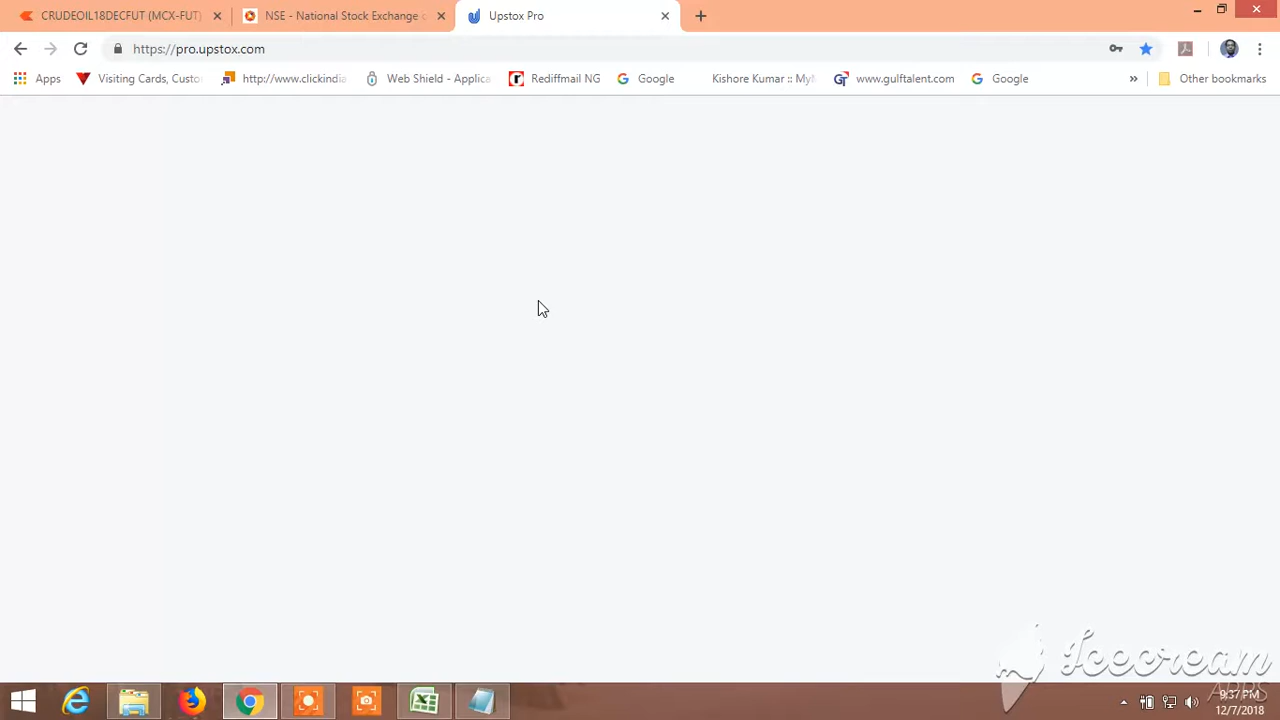 CRUDEOIL18DECFUT (MCX-FUT)
NSE - National Stock Exchange o
Upstox Pro
https://pro.upstox.com
Apps
Visiting Cards, Custo
http://www.clickindia
Web Shield - Applica
Rediffmail NG
Google
Kishore Kumar :: My
www.gulftalent.com
Google
»
Other bookmarks
Icecream
APPS
9:37 PM
12/7/2018